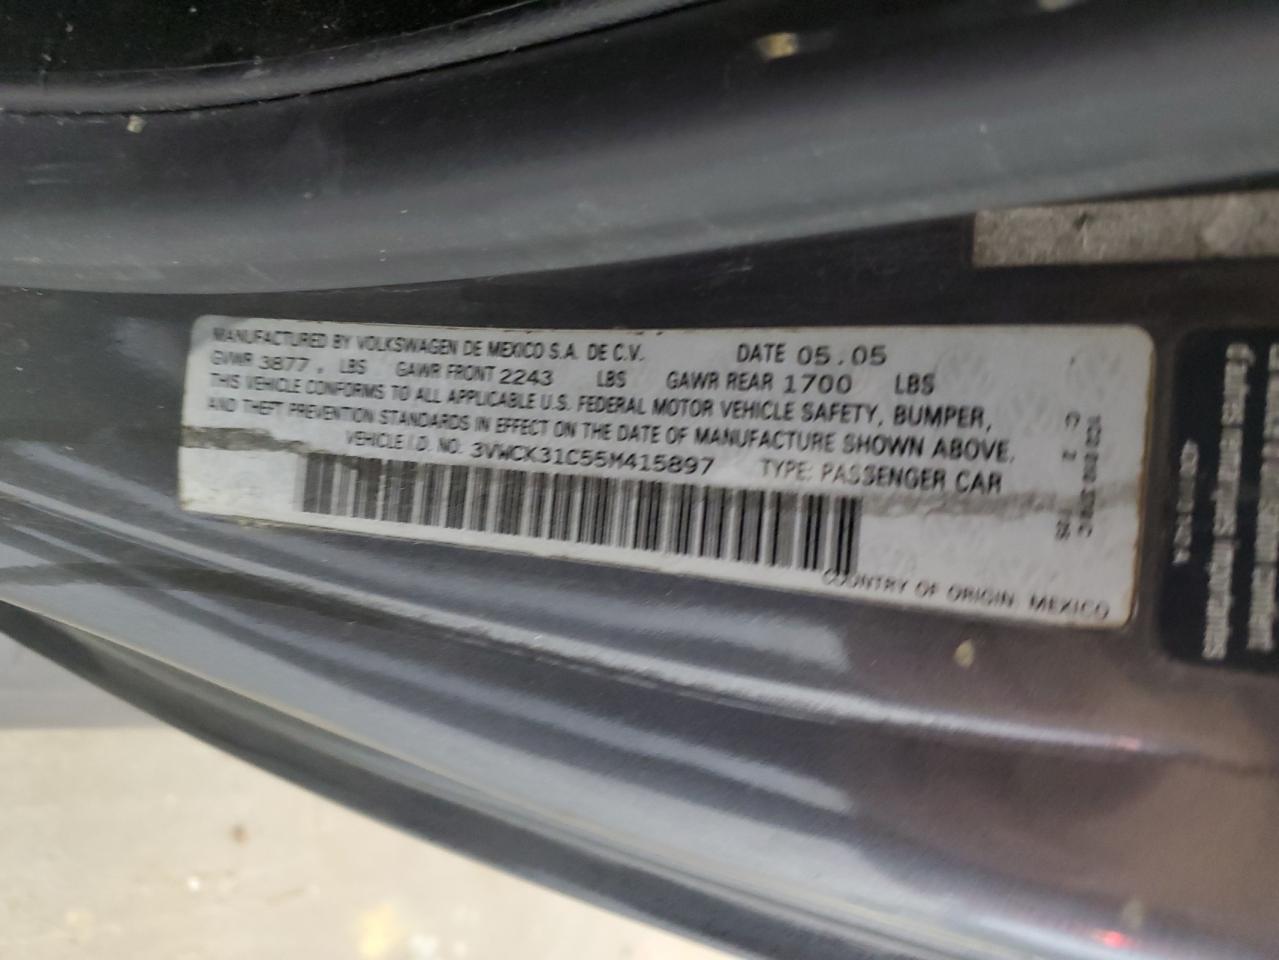 MANUFACTURED BY VOLKSWAGEN DE MEXICO S.A. DE C.V. DATE 05.05
GVWR 3877, LBS GAWR FRONT 2243 LBS GAWR REAR 1700 LBS
THIS VEHICLE CONFORMS TO ALL APPLICABLE U.S. FEDERAL MOTOR VEHICLE SAFETY, BUMPER,
AND THEFT PREVENTION STANDARDS IN EFFECT ON THE DATE OF MANUFACTURE SHOWN ABOVE.
VEHICLE I.D. NO. 3VWCK31C55M415897 TYPE: PASSENGER CAR
COUNTRY OF ORIGIN: MEXICO